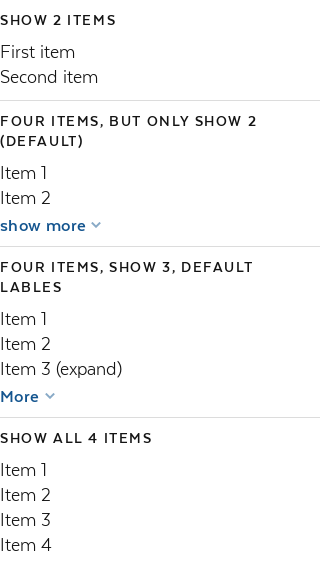 SHOW 2 ITEMS
First item
Second item
FOUR ITEMS, BUT ONLY SHOW 2
(DEFAULT)
Item 1
Item 2
show more
FOUR ITEMS, SHOW 3, DEFAULT
LABLES
Item 1
Item 2
Item 3 (expand)
More
SHOW ALL 4 ITEMS
Item 1
Item 2
Item 3
Item 4